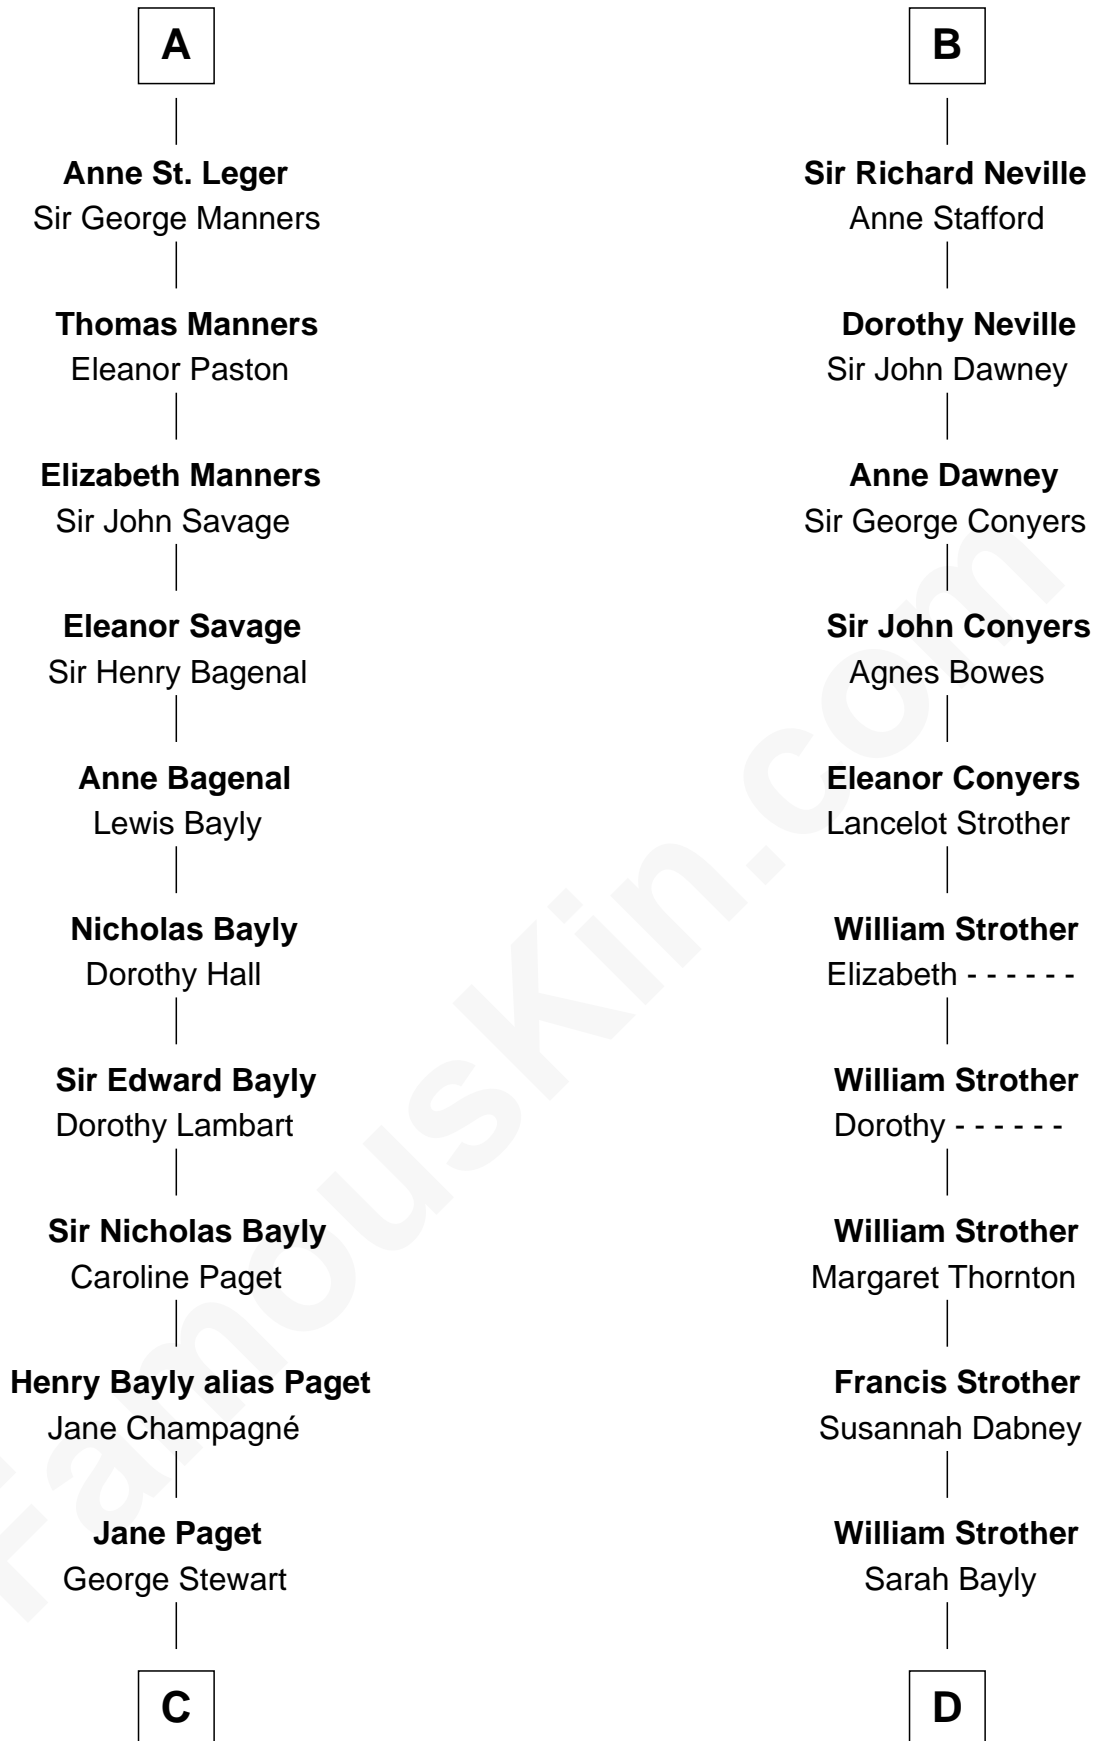 A
Anne St. Leger
Sir George Manners
Thomas Manners
Eleanor Paston
Elizabeth Manners
Sir John Savage
Eleanor Savage
Sir Henry Bagenal
Anne Bagenal
Lewis Bayly
Nicholas Bayly
Dorothy Hall
Sir Edward Bayly
Dorothy Lambart
Sir Nicholas Bayly
Caroline Paget
Henry Bayly alias Paget
Jane Champagné
Jane Paget
George Stewart
C
B
Sir Richard Neville
Anne Stafford
Dorothy Neville
Sir John Dawney
Anne Dawney
Sir George Conyers
Sir John Conyers
Agnes Bowes
Eleanor Conyers
Lancelot Strother
William Strother
Elizabeth - - - - - -
William Strother
Dorothy - - - - - -
William Strother
Margaret Thornton
Francis Strother
Susannah Dabney
William Strother
Sarah Bayly
D
FamousKin.com